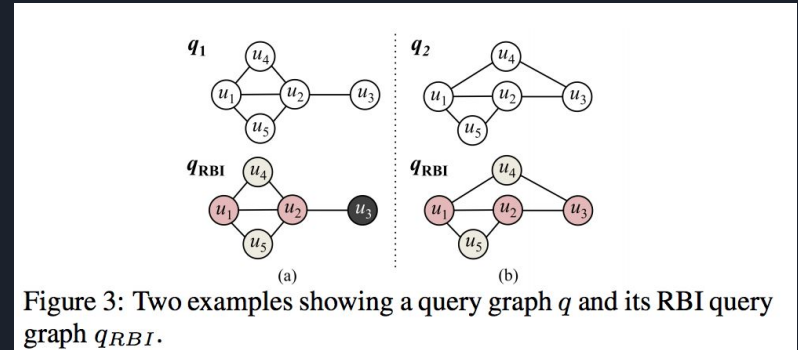 q1
u4
u1
u2
u3
u5
qRBI
u4
u1
u2
u3
u5
(a)
q2
u4
u1
u2
u3
u5
qRBI
u4
u1
u2
u3
u5
(b)
Figure 3: Two examples showing a query graph q and its RBI query
graph qRBI.